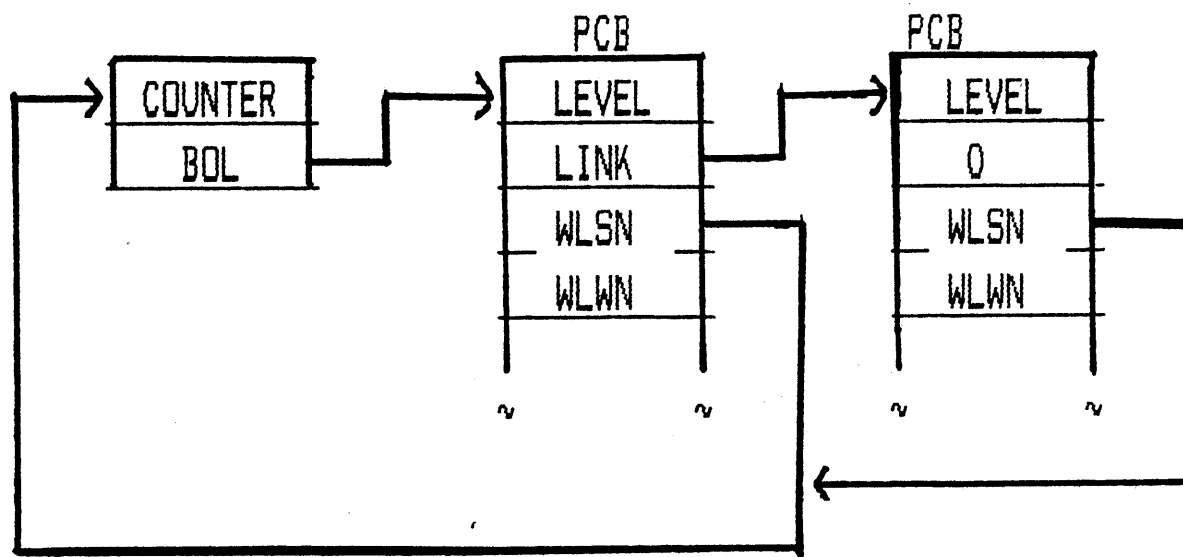 PCB
COUNTER
BOL
LEVEL
LINK
WLSN
WLWN
PCB
LEVEL
0
WLSN
WLWN